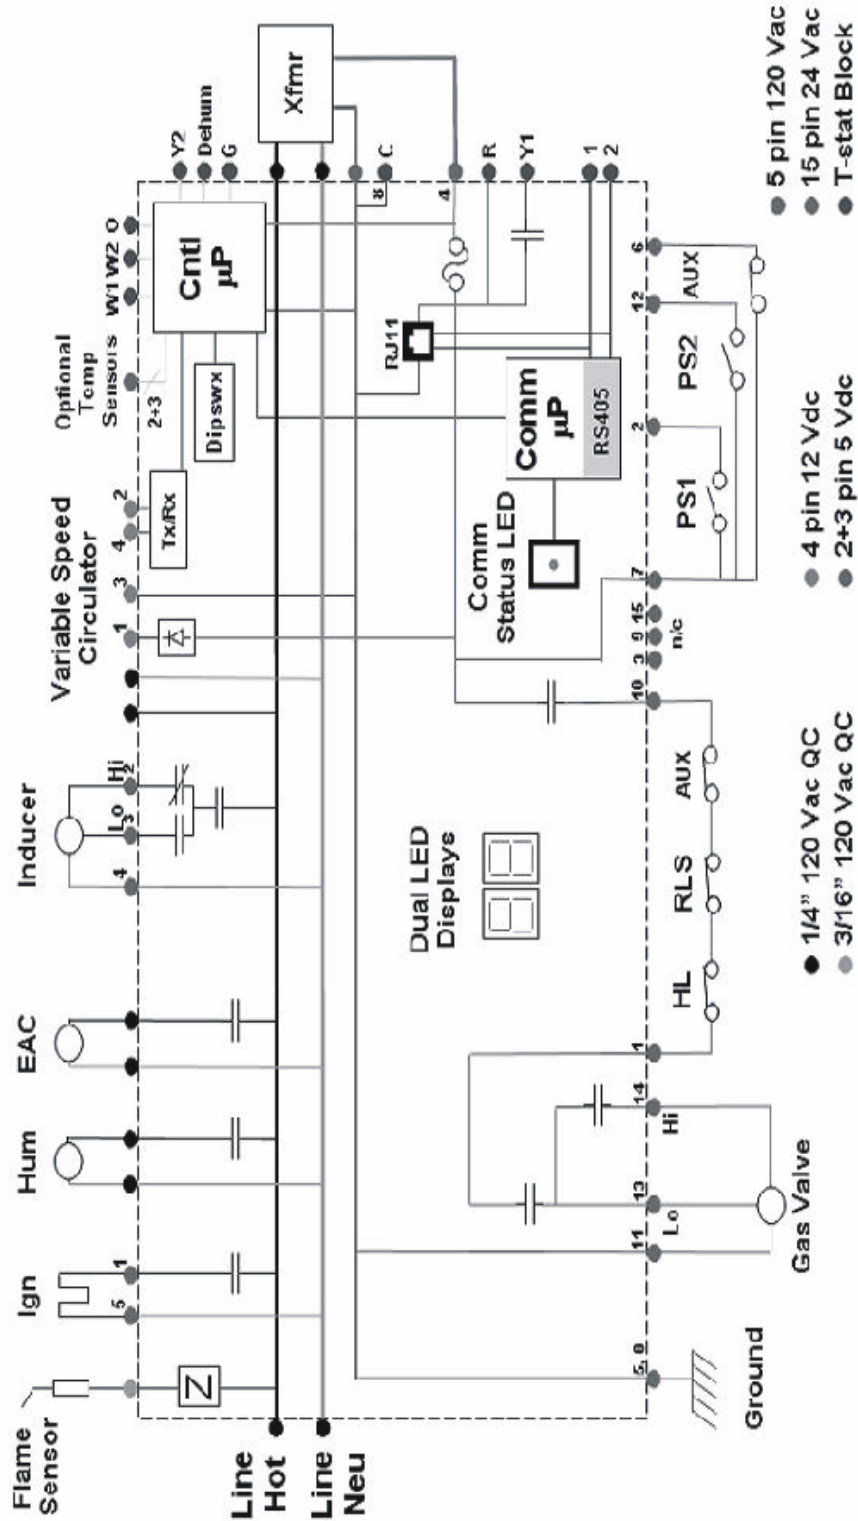 Flame
Sensor
Ign
Hum
EAC
Inducer
Variable Speed
Circulator
Optional
Temp
Sensors
W1 W2 O
5
1
4
Lo
3
Hi
2
1
3
4
2
2+3
Z
Tx/Rx
Dipswx
Cntl
µP
Y2
Dehum
G
Xfmr
Line
Hot
Line
Neu
8
C
4
R
Y1
1
2
RJ11
Dual LED
Displays
Comm
Status LED
Comm
µP
RS405
5, 8
11
13
Lo
14
Hi
1
10
3
9
15
n/c
7
2
12
6
Ground
Gas Valve
HL
RLS
AUX
PS1
PS2
AUX
1/4” 120 Vac QC
3/16” 120 Vac QC
4 pin 12 Vdc
2+3 pin 5 Vdc
5 pin 120 Vac
15 pin 24 Vac
T-stat Block